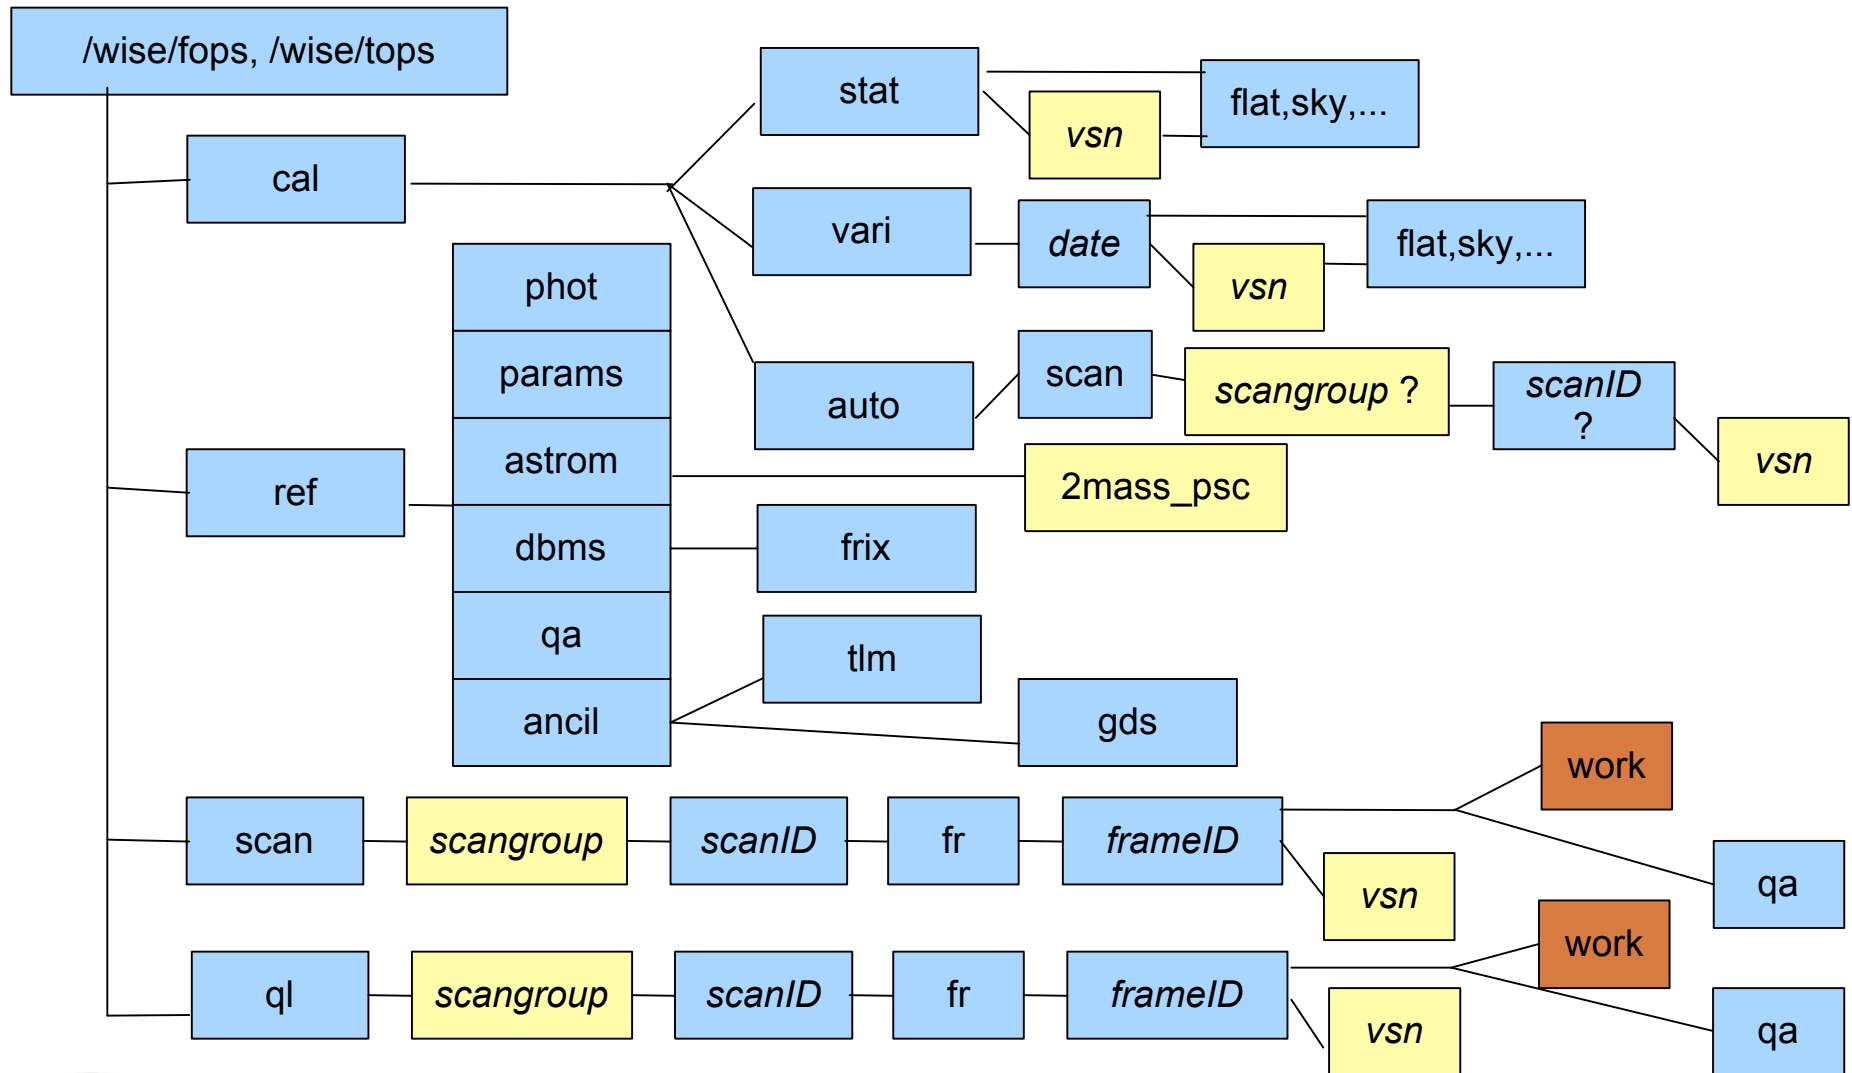 /wise/fops, /wise/tops
stat
flat,sky,...
vsn
cal
vari
date
flat,sky,...
vsn
phot
params
auto
scan
scangroup ?
scanID
?
vsn
astrom
2mass_psc
ref
dbms
frix
qa
tlm
ancil
gds
work
scan
scangroup
scanID
fr
frameID
vsn
qa
work
ql
scangroup
scanID
fr
frameID
vsn
qa